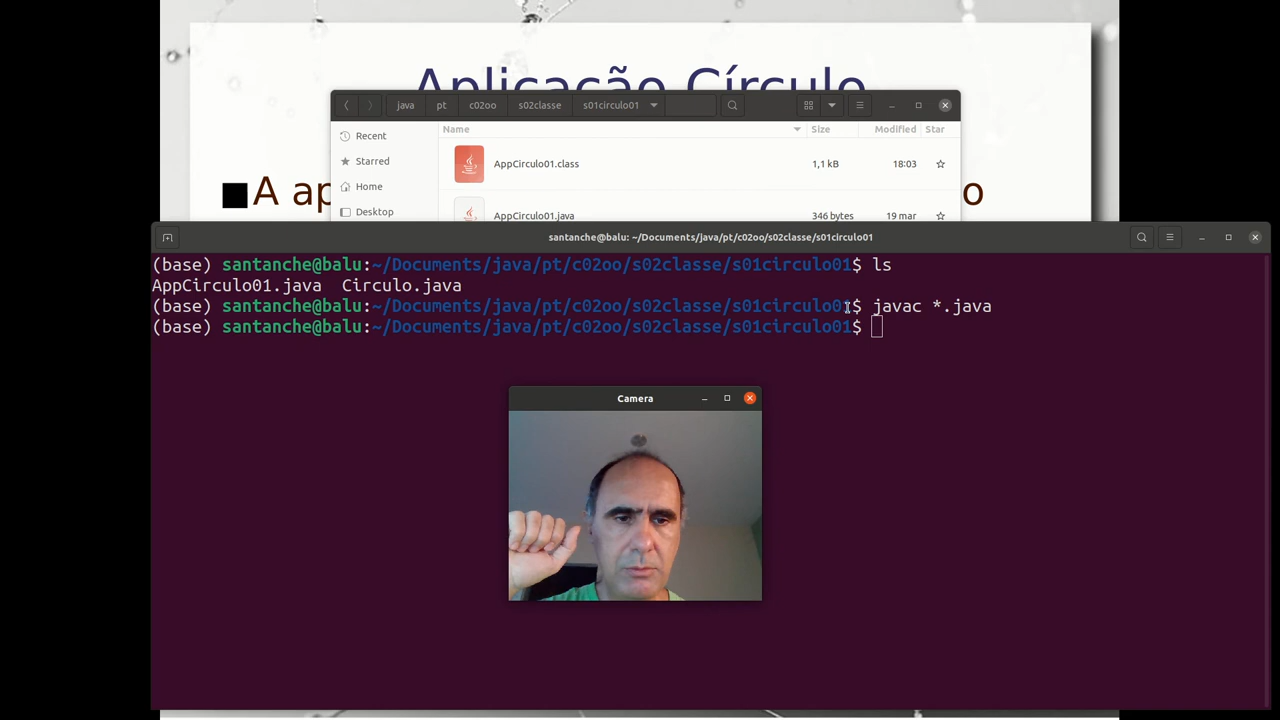 Aplicação Círculo
A ap
o
java pt c02oo s02classe s01circulo01
Name Size Modified Star
Recent
Starred
Home
Desktop
AppCirculo01.class 1,1 kB 18:03
AppCirculo01.java 346 bytes 19 mar
santanche@balu: ~/Documents/java/pt/c02oo/s02classe/s01circulo01
(base) santanche@balu:~/Documents/java/pt/c02oo/s02classe/s01circulo01$ ls
AppCirculo01.java Circulo.java
(base) santanche@balu:~/Documents/java/pt/c02oo/s02classe/s01circulo01$ javac *.java
(base) santanche@balu:~/Documents/java/pt/c02oo/s02classe/s01circulo01$
Camera